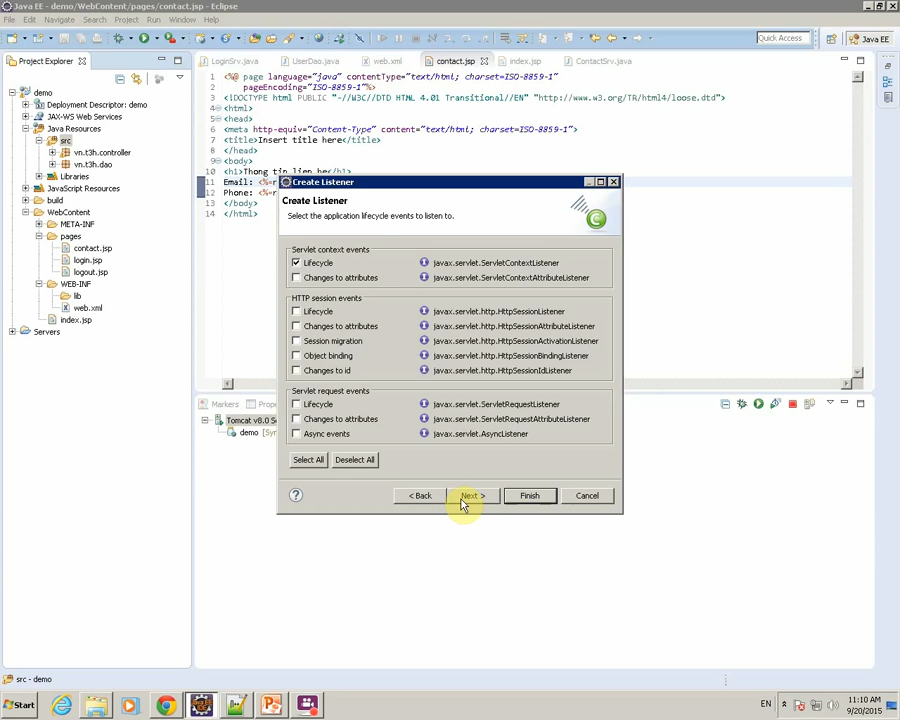 Java EE - demo/WebContent/pages/contact.jsp - Eclipse
File Edit Navigate Search Project Run Window Help
Quick Access
Java EE
Project Explorer
LoginSrv.java
UserDao.java
web.xml
contact.jsp
index.jsp
ContactSrv.java
demo
Deployment Descriptor: demo
JAX-WS Web Services
Java Resources
src
vn.t3h.controller
vn.t3h.dao
Libraries
JavaScript Resources
build
WebContent
META-INF
pages
contact.jsp
login.jsp
logout.jsp
WEB-INF
lib
web.xml
index.jsp
Servers
1 <%@ page language="java" contentType="text/html; charset=ISO-8859-1"
2 pageEncoding="ISO-8859-1"%>
3 <!DOCTYPE html PUBLIC "-//W3C//DTD HTML 4.01 Transitional//EN" "http://www.w3.org/TR/html4/loose.dtd">
4 <html>
5 <head>
6 <meta http-equiv="Content-Type" content="text/html; charset=ISO-8859-1">
7 <title>Insert title here</title>
8 </head>
9 <body>
10 <h1>Thong tin lien he</h1>
11 Email: <%=r
12 Phone: <%=r
13 </body>
14 </html>
Create Listener
Create Listener
Select the application lifecycle events to listen to.
Servlet context events
Lifecycle javax.servlet.ServletContextListener
Changes to attributes javax.servlet.ServletContextAttributeListener
HTTP session events
Lifecycle javax.servlet.http.HttpSessionListener
Changes to attributes javax.servlet.http.HttpSessionAttributeListener
Session migration javax.servlet.http.HttpSessionActivationListener
Object binding javax.servlet.http.HttpSessionBindingListener
Changes to id javax.servlet.http.HttpSessionIdListener
Servlet request events
Lifecycle javax.servlet.ServletRequestListener
Changes to attributes javax.servlet.ServletRequestAttributeListener
Async events javax.servlet.AsyncListener
Select All Deselect All
< Back Next > Finish Cancel
Markers
Tomcat v8.0
demo
src - demo
Start
EN
11:10 AM
9/20/2015